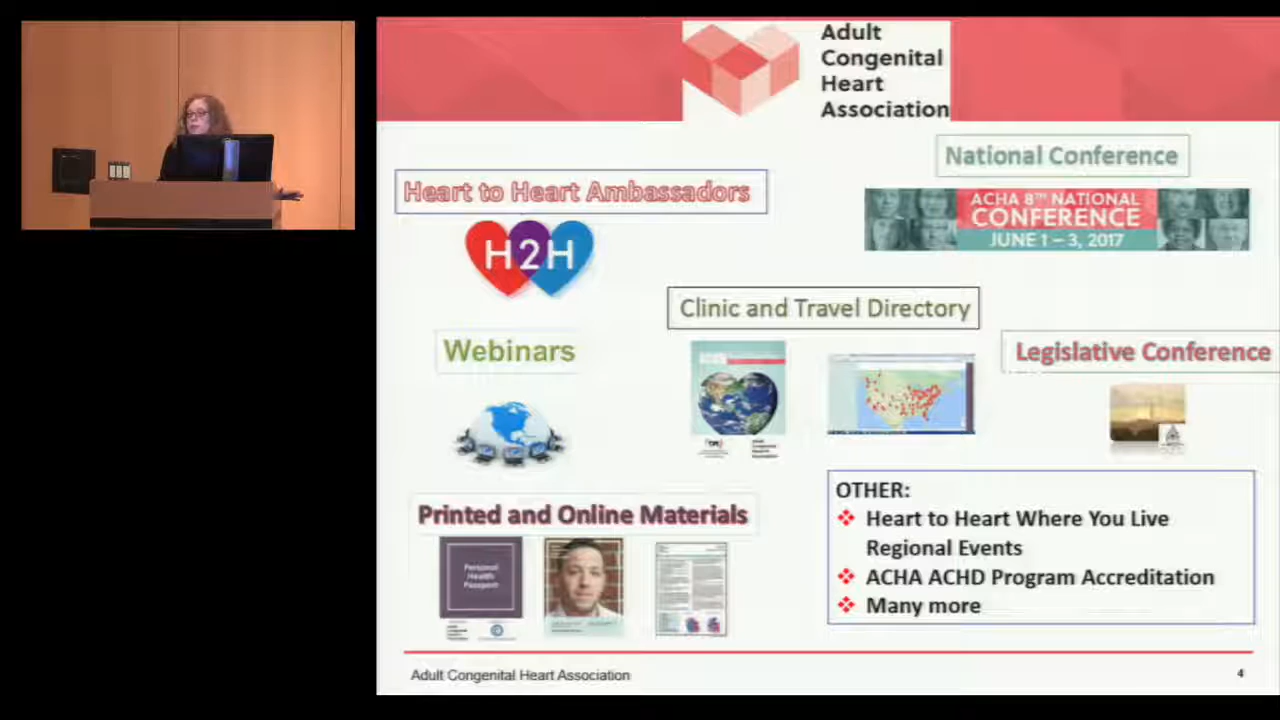 Adult
Congenital
Heart
Association
National Conference
Heart to Heart Ambassadors
ACHA 8TH NATIONAL
CONFERENCE
JUNE 1 – 3, 2017
H2H
Clinic and Travel Directory
Webinars
Legislative Conference
Printed and Online Materials
Personal
Health
Passport
OTHER:
❖ Heart to Heart Where You Live
Regional Events
❖ ACHA ACHD Program Accreditation
❖ Many more
Adult Congenital Heart Association
4